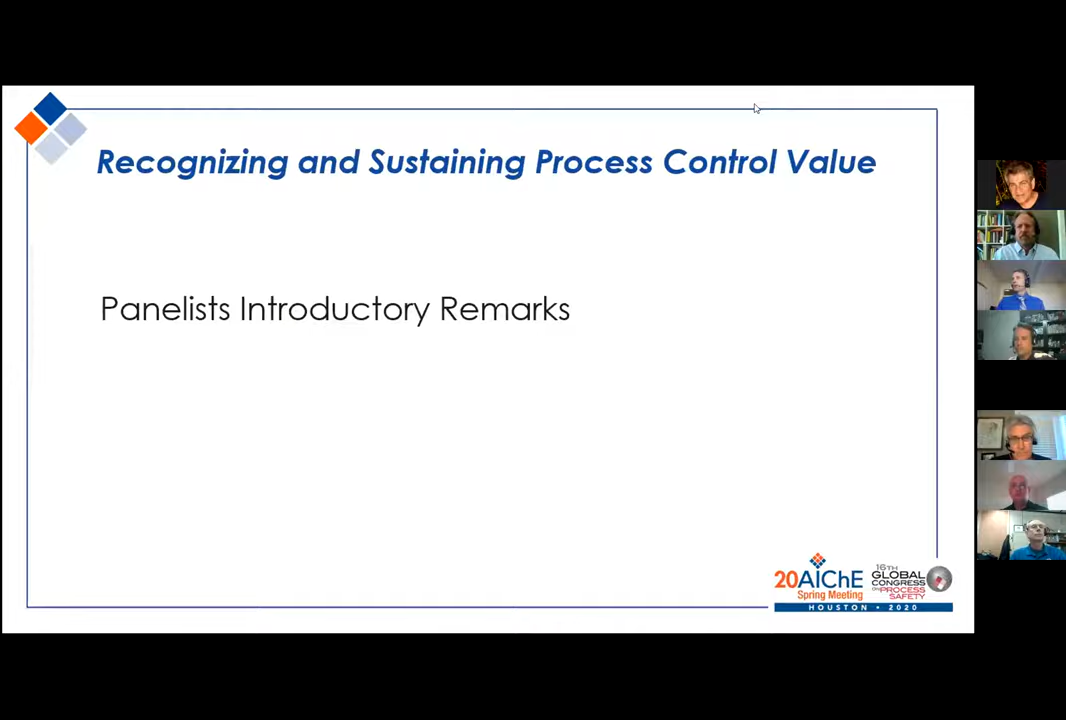 Recognizing and Sustaining Process Control Value
Panelists Introductory Remarks
20AIChE
Spring Meeting
16TH
GLOBAL
CONGRESS
on PROCESS
SAFETY
HOUSTON • 2020